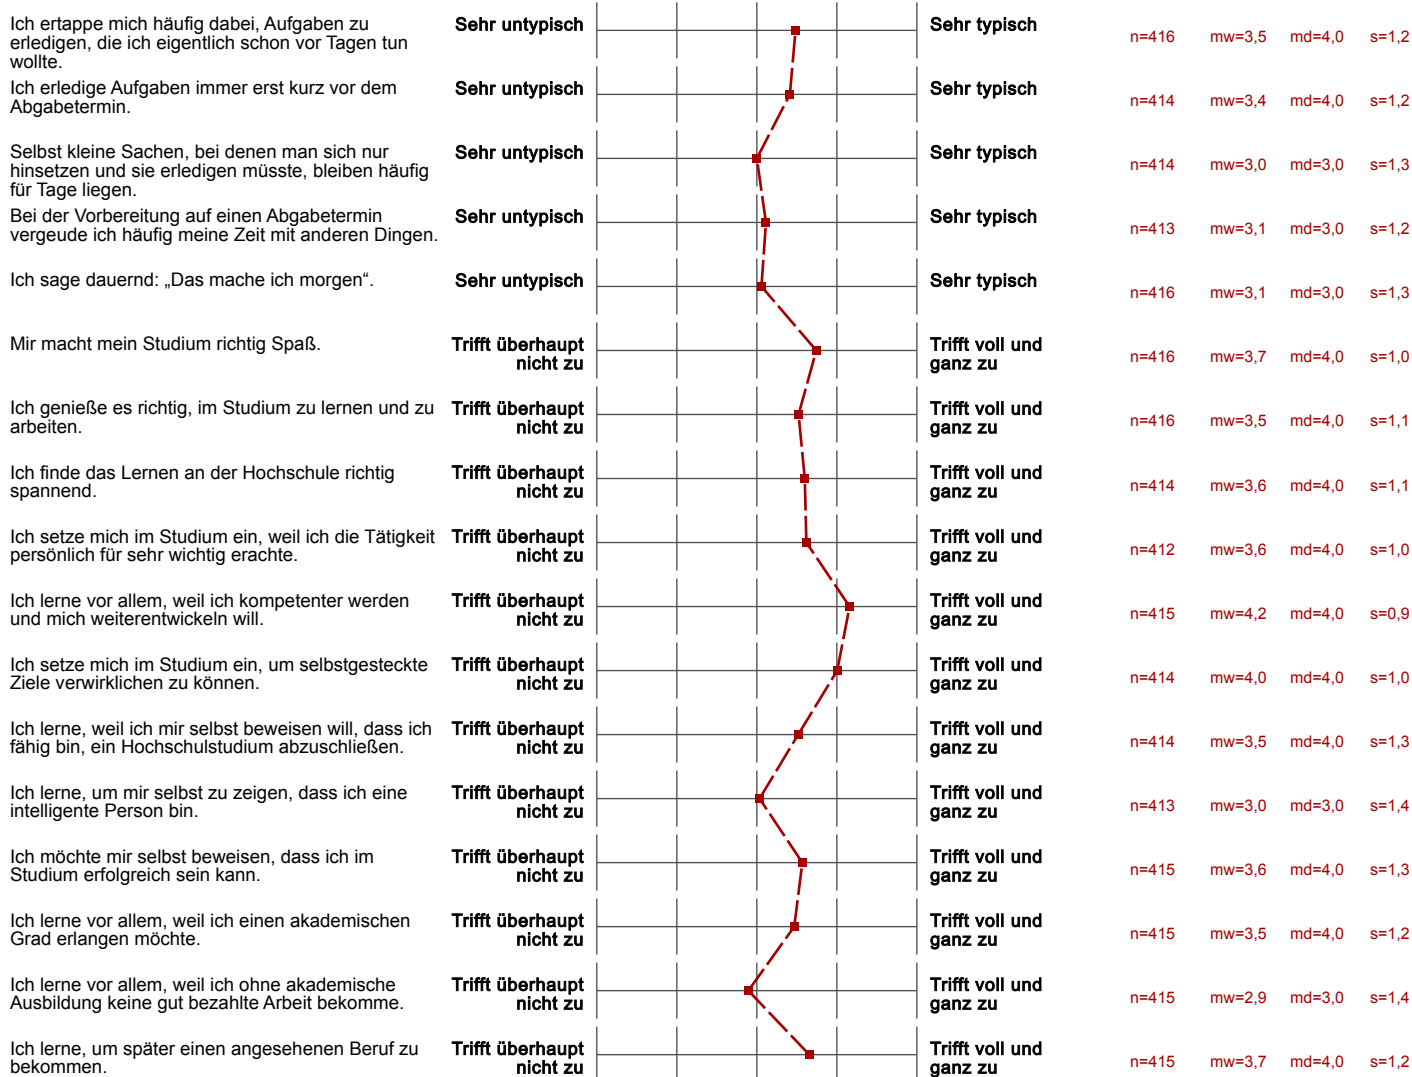 Ich ertappe mich häufig dabei, Aufgaben zu
erledigen, die ich eigentlich schon vor Tagen tun
wollte.
Sehr untypisch
Sehr typisch
n=416 mw=3,5 md=4,0 s=1,2
Ich erledige Aufgaben immer erst kurz vor dem
Abgabetermin.
Sehr untypisch
Sehr typisch
n=414 mw=3,4 md=4,0 s=1,2
Selbst kleine Sachen, bei denen man sich nur
hinsetzen und sie erledigen müsste, bleiben häufig
für Tage liegen.
Sehr untypisch
Sehr typisch
n=414 mw=3,0 md=3,0 s=1,3
Bei der Vorbereitung auf einen Abgabetermin
vergeude ich häufig meine Zeit mit anderen Dingen.
Sehr untypisch
Sehr typisch
n=413 mw=3,1 md=3,0 s=1,2
Ich sage dauernd: „Das mache ich morgen“.
Sehr untypisch
Sehr typisch
n=416 mw=3,1 md=3,0 s=1,3
Mir macht mein Studium richtig Spaß.
Trifft überhaupt
nicht zu
Trifft voll und
ganz zu
n=416 mw=3,7 md=4,0 s=1,0
Ich genieße es richtig, im Studium zu lernen und zu
arbeiten.
Trifft überhaupt
nicht zu
Trifft voll und
ganz zu
n=416 mw=3,5 md=4,0 s=1,1
Ich finde das Lernen an der Hochschule richtig
spannend.
Trifft überhaupt
nicht zu
Trifft voll und
ganz zu
n=414 mw=3,6 md=4,0 s=1,1
Ich setze mich im Studium ein, weil ich die Tätigkeit
persönlich für sehr wichtig erachte.
Trifft überhaupt
nicht zu
Trifft voll und
ganz zu
n=412 mw=3,6 md=4,0 s=1,0
Ich lerne vor allem, weil ich kompetenter werden
und mich weiterentwickeln will.
Trifft überhaupt
nicht zu
Trifft voll und
ganz zu
n=415 mw=4,2 md=4,0 s=0,9
Ich setze mich im Studium ein, um selbstgesteckte
Ziele verwirklichen zu können.
Trifft überhaupt
nicht zu
Trifft voll und
ganz zu
n=414 mw=4,0 md=4,0 s=1,0
Ich lerne, weil ich mir selbst beweisen will, dass ich
fähig bin, ein Hochschulstudium abzuschließen.
Trifft überhaupt
nicht zu
Trifft voll und
ganz zu
n=414 mw=3,5 md=4,0 s=1,3
Ich lerne, um mir selbst zu zeigen, dass ich eine
intelligente Person bin.
Trifft überhaupt
nicht zu
Trifft voll und
ganz zu
n=413 mw=3,0 md=3,0 s=1,4
Ich möchte mir selbst beweisen, dass ich im
Studium erfolgreich sein kann.
Trifft überhaupt
nicht zu
Trifft voll und
ganz zu
n=415 mw=3,6 md=4,0 s=1,3
Ich lerne vor allem, weil ich einen akademischen
Grad erlangen möchte.
Trifft überhaupt
nicht zu
Trifft voll und
ganz zu
n=415 mw=3,5 md=4,0 s=1,2
Ich lerne vor allem, weil ich ohne akademische
Ausbildung keine gut bezahlte Arbeit bekomme.
Trifft überhaupt
nicht zu
Trifft voll und
ganz zu
n=415 mw=2,9 md=3,0 s=1,4
Ich lerne, um später einen angesehenen Beruf zu
bekommen.
Trifft überhaupt
nicht zu
Trifft voll und
ganz zu
n=415 mw=3,7 md=4,0 s=1,2